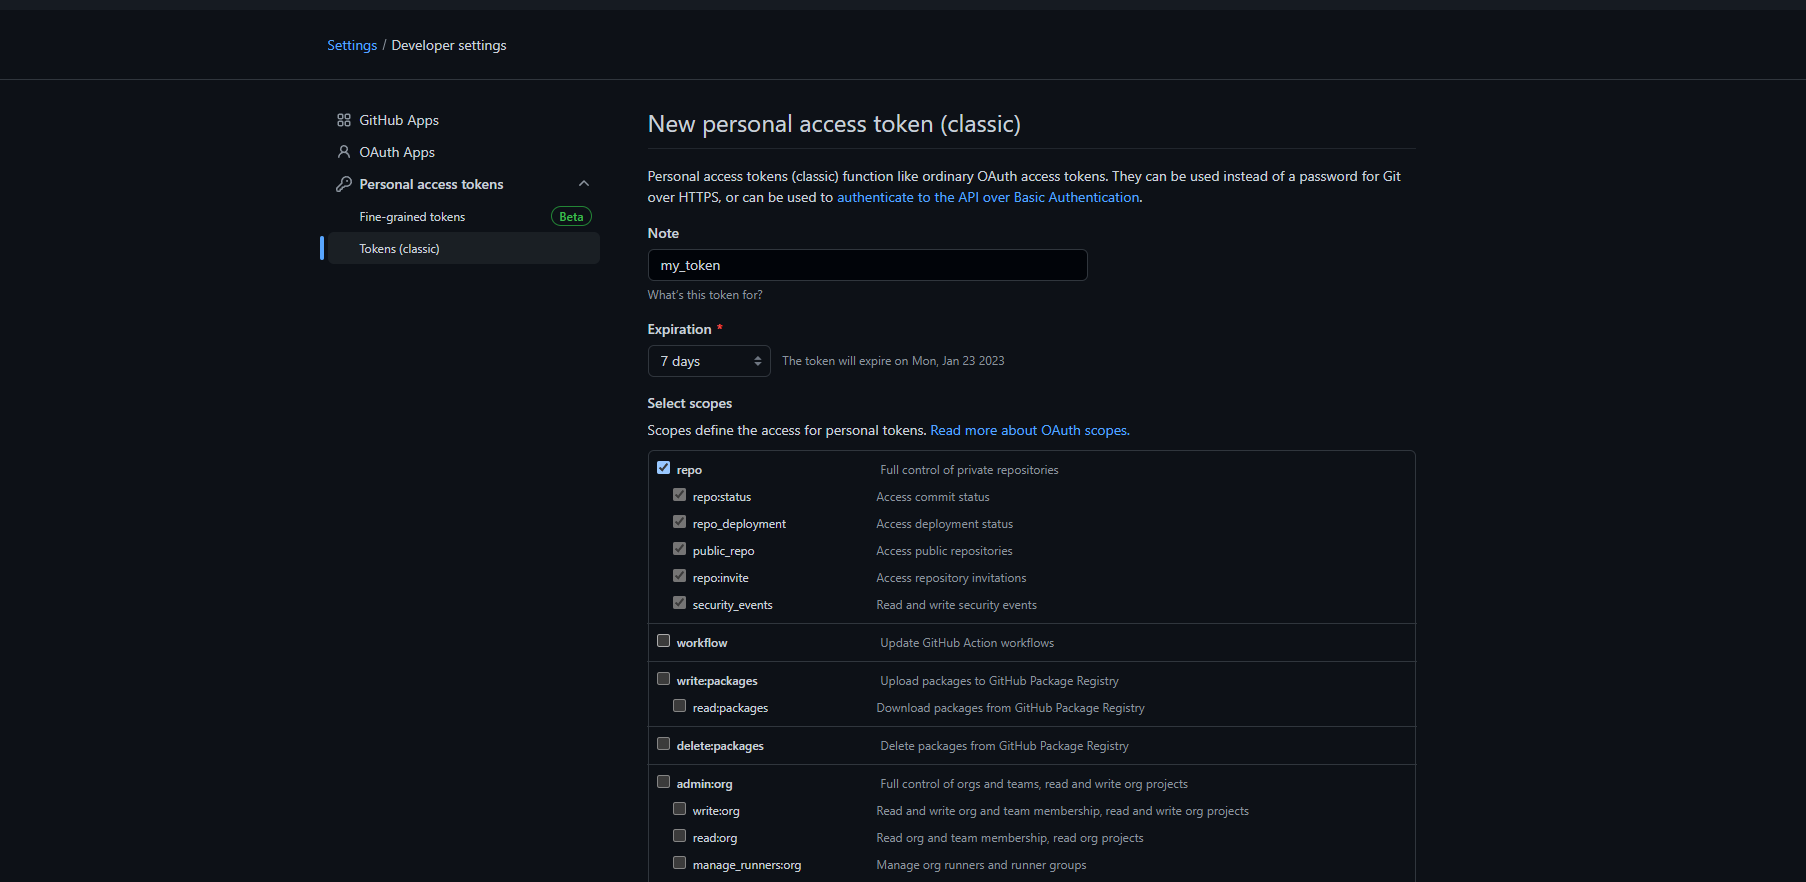 Settings / Developer settings
GitHub Apps
OAuth Apps
Personal access tokens
Fine-grained tokens Beta
Tokens (classic)
New personal access token (classic)
Personal access tokens (classic) function like ordinary OAuth access tokens. They can be used instead of a password for Git
over HTTPS, or can be used to authenticate to the API over Basic Authentication.
Note
my_token
What's this token for?
Expiration *
7 days The token will expire on Mon, Jan 23 2023
Select scopes
Scopes define the access for personal tokens. Read more about OAuth scopes.
repo Full control of private repositories
repo:status Access commit status
repo_deployment Access deployment status
public_repo Access public repositories
repo:invite Access repository invitations
security_events Read and write security events
workflow Update GitHub Action workflows
write:packages Upload packages to GitHub Package Registry
read:packages Download packages from GitHub Package Registry
delete:packages Delete packages from GitHub Package Registry
admin:org Full control of orgs and teams, read and write org projects
write:org Read and write org and team membership, read and write org projects
read:org Read org and team membership, read org projects
manage_runners:org Manage org runners and runner groups